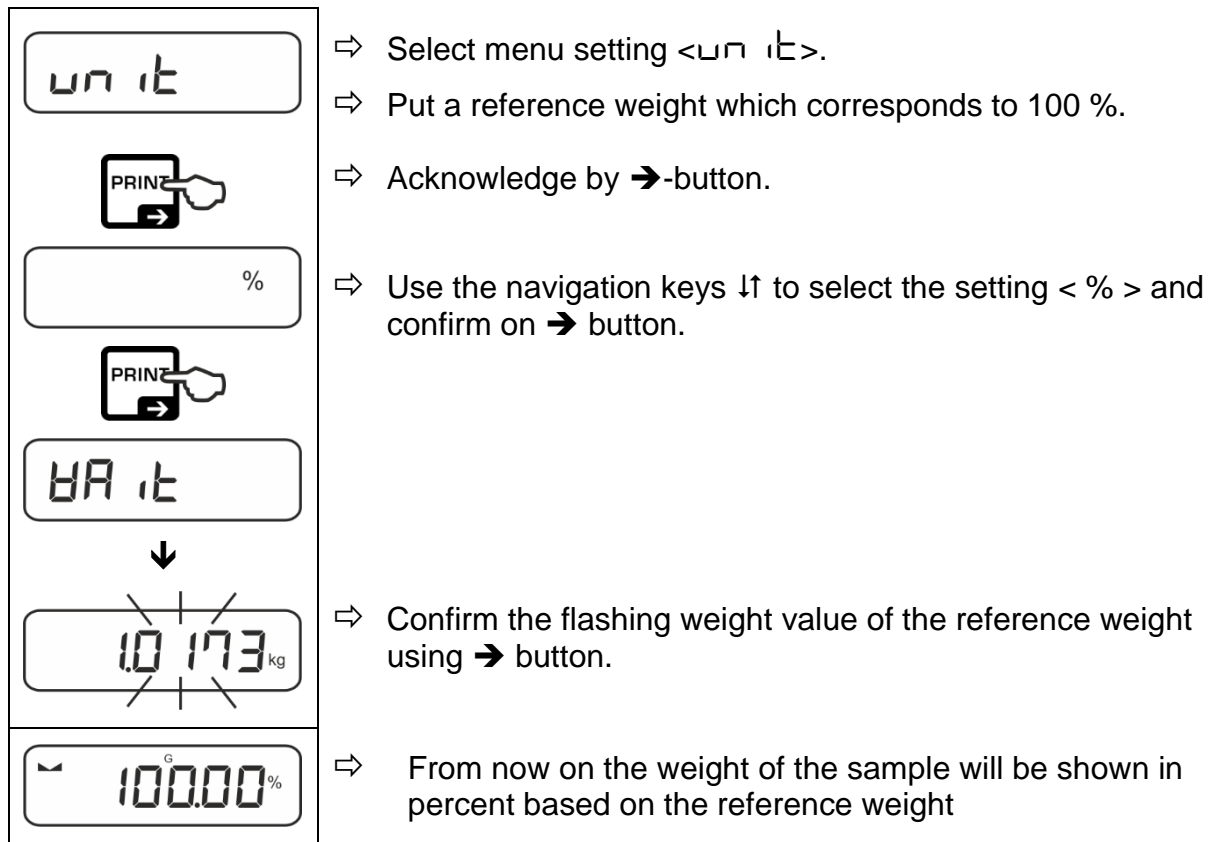 unit
⇨ Select menu setting <unit>.
⇨ Put a reference weight which corresponds to 100 %.
PRINT
➔
⇨ Acknowledge by ➔-button.
%
⇨ Use the navigation keys ↓↑ to select the setting < % > and
confirm on ➔ button.
PRINT
➔
WAit
1.0173 kg
⇨ Confirm the flashing weight value of the reference weight
using ➔ button.
G
100.00 %
⇨ From now on the weight of the sample will be shown in
percent based on the reference weight